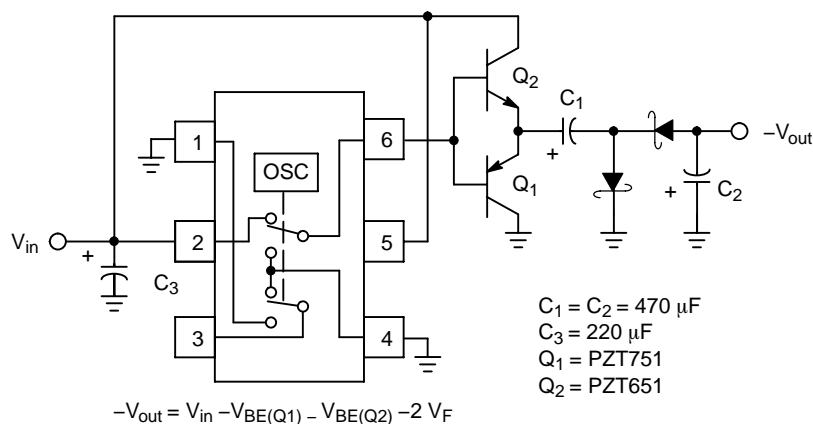 Q2
C1
6
1
+
−Vout
OSC
Q1
+
C2
Vin
+
2
5
C3
3
4
C1 = C2 = 470 μF
C3 = 220 μF
Q1 = PZT751
Q2 = PZT651
−Vout = Vin −VBE(Q1) − VBE(Q2) −2 VF